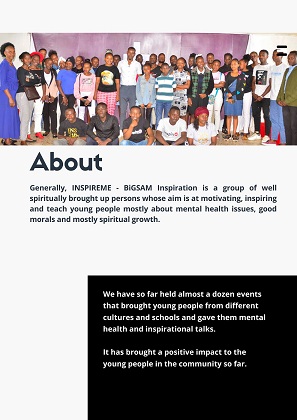 About
Generally, INSPIREME - BiGSAM Inspiration is a group of well
spiritually brought up persons whose aim is at motivating, inspiring
and teach young people mostly about mental health issues, good
morals and mostly spiritual growth.
We have so far held almost a dozen events
that brought young people from different
cultures and schools and gave them mental
health and inspirational talks.
It has brought a positive impact to the
young people in the community so far.